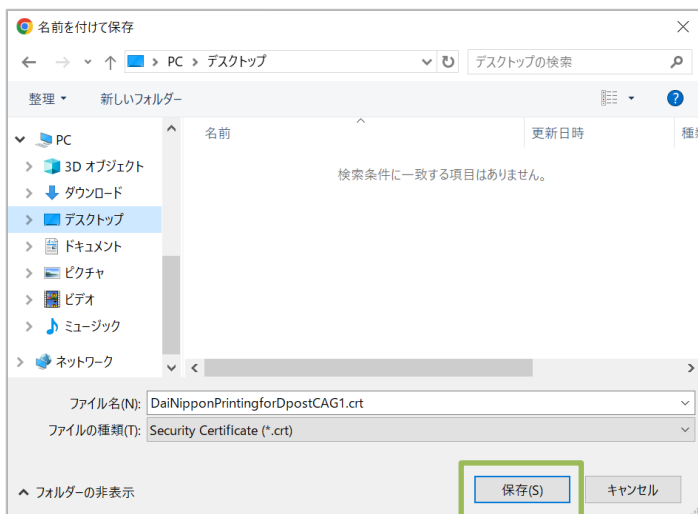 名前を付けて保存
PC > デスクトップ
デスクトップの検索
整理 新しいフォルダー
PC
3D オブジェクト
ダウンロード
デスクトップ
ドキュメント
ピクチャ
ビデオ
ミュージック
ネットワーク
名前 更新日時 種
検索条件に一致する項目はありません。
ファイル名(N): DaiNipponPrintingforDpostCAG1.crt
ファイルの種類(T): Security Certificate (*.crt)
フォルダーの非表示
保存(S) キャンセル